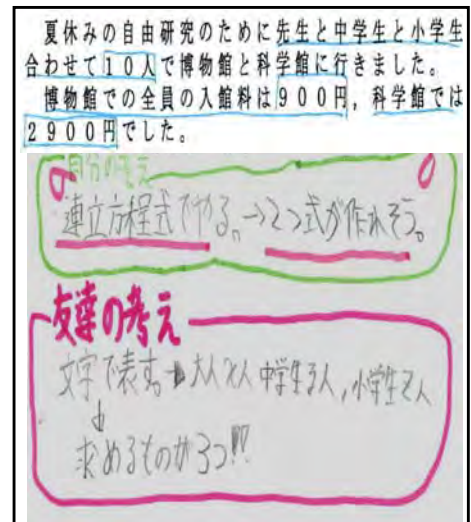 夏休みの自由研究のために先生と中学生と小学生
合わせて10人で博物館と科学館に行きました。
博物館での全員の入館料は900円，科学館では
2900円でした。
自分の考え
連立方程式でやる。→2つ式が作れそう。
友達の考え
文字で表す。→大人x人 中学生y人,小学生z人
↓
求めるものが3つ!!